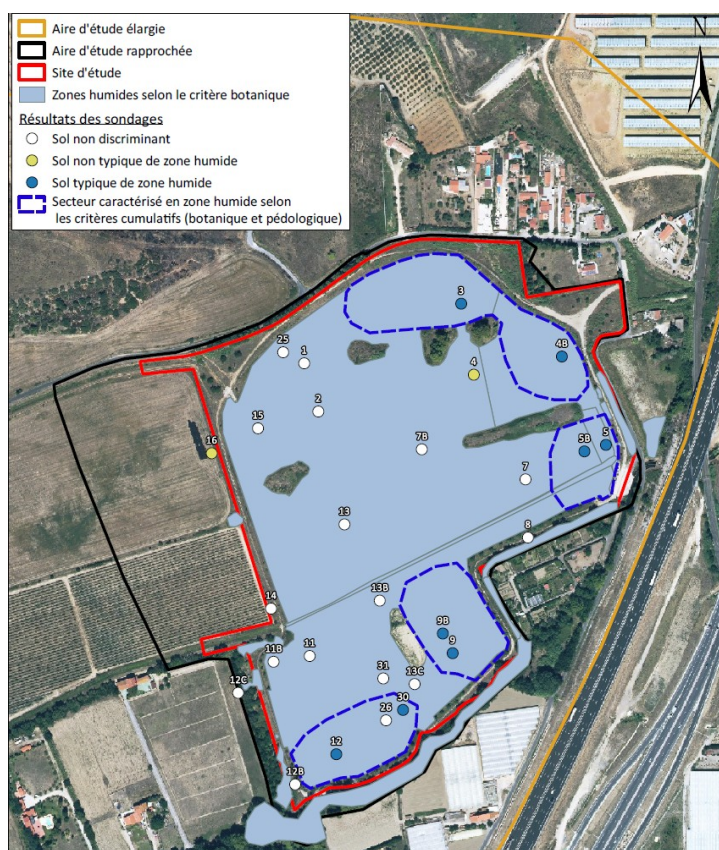 Aire d'étude élargie
Aire d'étude rapprochée
Site d'étude
Zones humides selon le critère botanique
Résultats des sondages
Sol non discriminant
Sol non typique de zone humide
Sol typique de zone humide
Secteur caractérisé en zone humide selon
les critères cumulatifs (botanique et pédologique)
N
3
25
1
4B
4
2
15
7B
5B
5
16
7
13
8
13B
14
9B
11B
11
9
12C
31
13C
30
26
12
12B